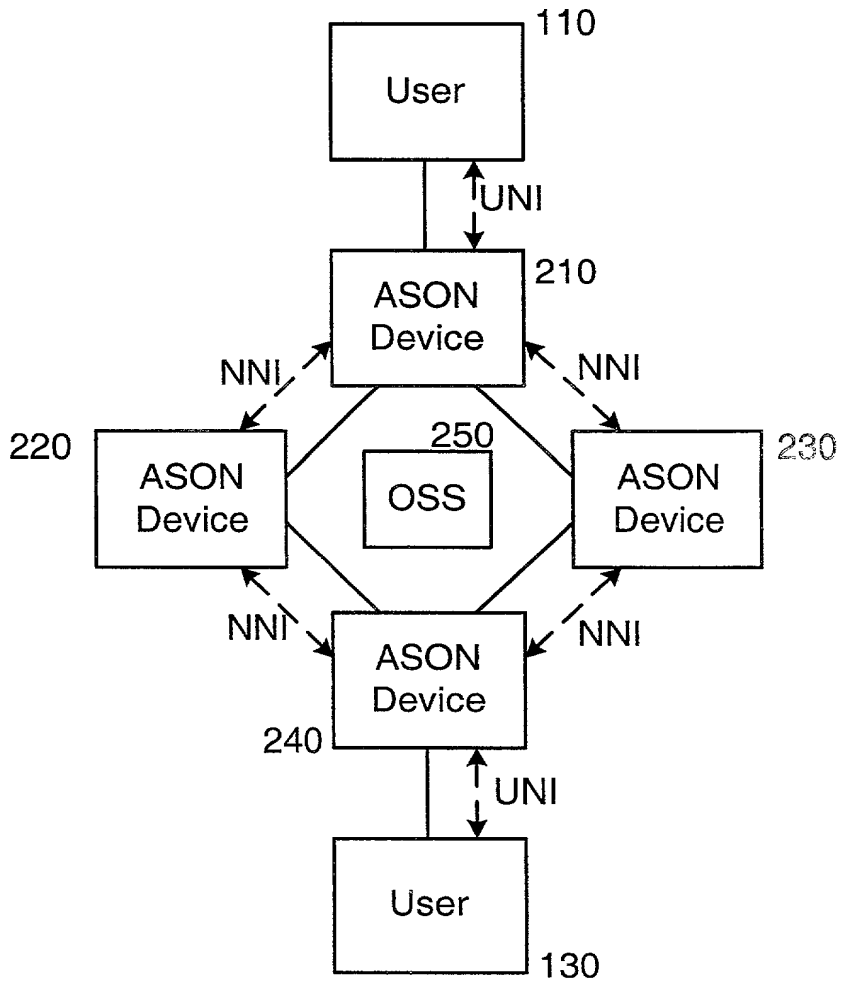 110
User
UNI
210
ASON
Device
NNI
NNI
220
ASON
Device
250
OSS
230
ASON
Device
NNI
NNI
ASON
Device
240
UNI
User
130